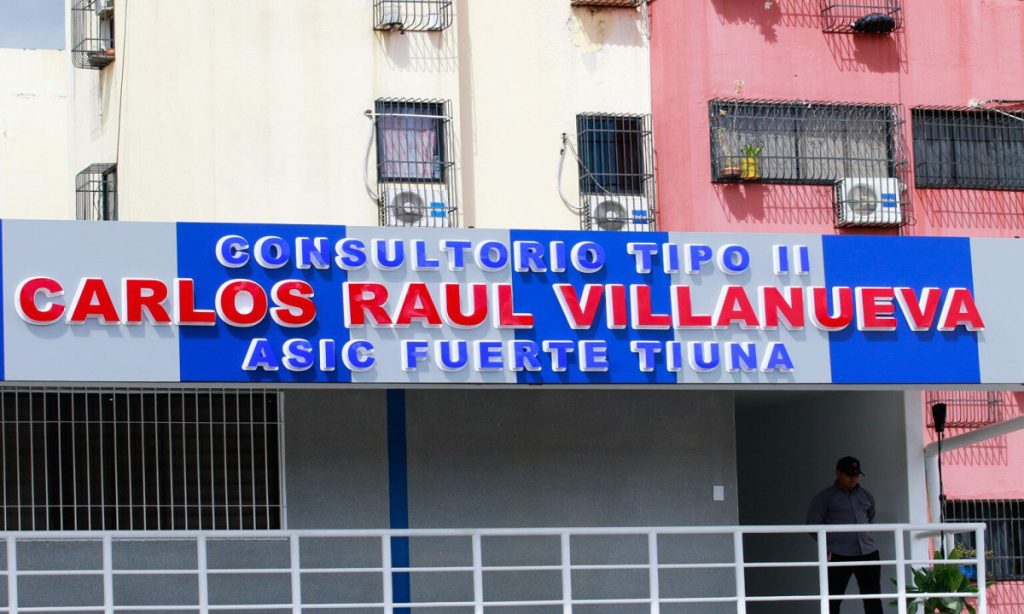 CONSULTORIO TIPO II
CARLOS RAUL VILLANUEVA
ASIC FUERTE TIUNA